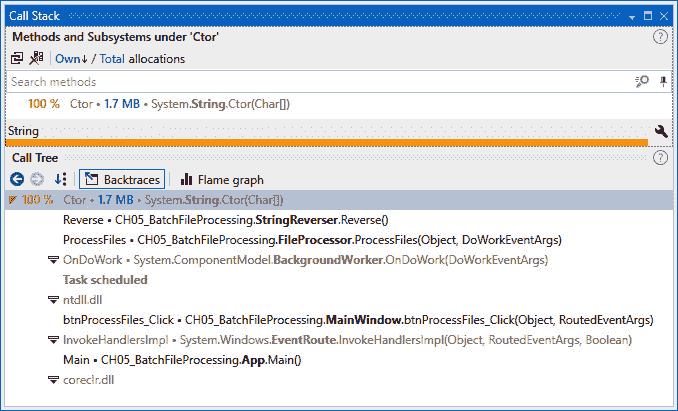 Call Stack
Methods and Subsystems under 'Ctor'
Own↓ / Total allocations
Search methods
100 % Ctor • 1.7 MB • System.String.Ctor(Char[])
String
Call Tree
Backtraces Flame graph
100 % Ctor • 1.7 MB • System.String.Ctor(Char[])
Reverse • CH05_BatchFileProcessing.StringReverser.Reverse()
ProcessFiles • CH05_BatchFileProcessing.FileProcessor.ProcessFiles(Object, DoWorkEventArgs)
OnDoWork • System.ComponentModel.BackgroundWorker.OnDoWork(DoWorkEventArgs)
Task scheduled
ntdll.dll
btnProcessFiles_Click • CH05_BatchFileProcessing.MainWindow.btnProcessFiles_Click(Object, RoutedEventArgs)
InvokeHandlersImpl • System.Windows.EventRoute.InvokeHandlersImpl(Object, RoutedEventArgs, Boolean)
Main • CH05_BatchFileProcessing.App.Main()
coreclr.dll